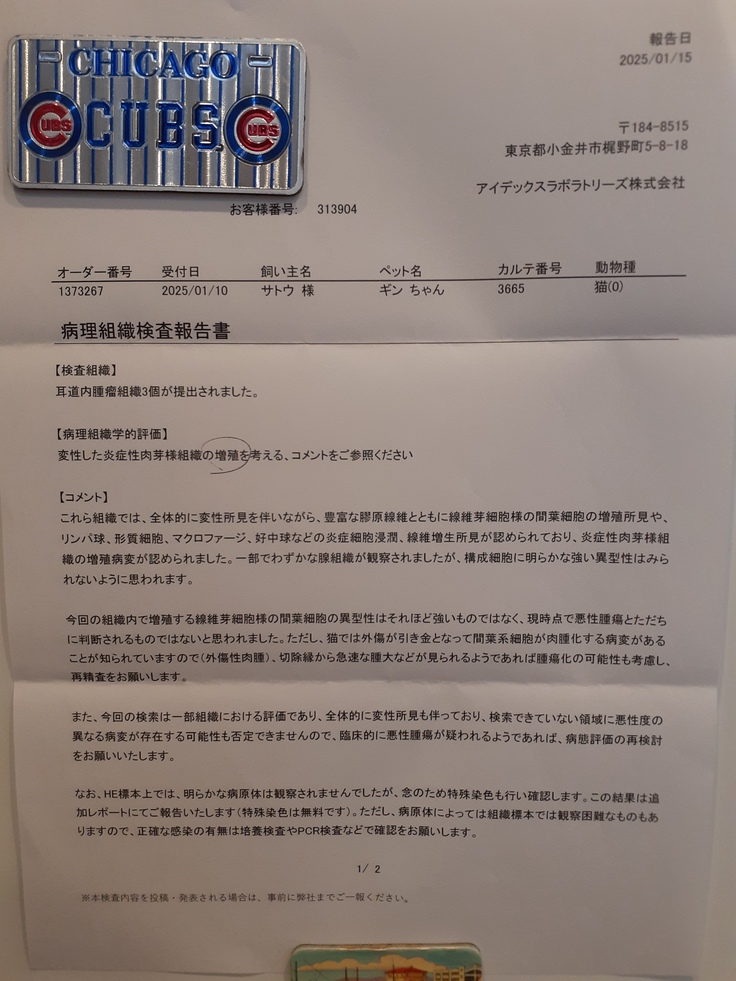 CHICAGO
CUBS
CUBS
CUBS
報告日
2025/01/15
〒184-8515
東京都小金井市梶野町5-8-18
アイデックスラボラトリーズ株式会社
お客様番号: 313904
オーダー番号 受付日 飼い主名 ペット名 カルテ番号 動物種
1373267 2025/01/10 サトウ 様 ギン ちゃん 3665 猫(0)
病理組織検査報告書
【検査組織】
耳道内腫瘤組織3個が提出されました。
【病理組織学的評価】
変性した炎症性肉芽様組織の増殖を考える、コメントをご参照ください
【コメント】
これら組織では、全体的に変性所見を伴いながら、豊富な膠原線維とともに線維芽細胞様の間葉細胞の増殖所見や、
リンパ球、形質細胞、マクロファージ、好中球などの炎症細胞浸潤、線維増生所見が認められており、炎症性肉芽様組
織の増殖病変が認められました。一部でわずかな腺組織が観察されましたが、構成細胞に明らかな強い異型性はみら
れないように思われます。
今回の組織内で増殖する線維芽細胞様の間葉細胞の異型性はそれほど強いものではなく、現時点で悪性腫瘍とただち
に判断されるものではないと思われました。ただし、猫では外傷が引き金となって間葉系細胞が肉腫化する病変がある
ことが知られていますので(外傷性肉腫)、切除縁から急速な腫大などが見られるようであれば腫瘍化の可能性も考慮し、
再精査をお願いします。
また、今回の検索は一部組織における評価であり、全体的に変性所見も伴っており、検索できていない領域に悪性度の
異なる病変が存在する可能性も否定できませんので、臨床的に悪性腫瘍が疑われるようであれば、病態評価の再検討
をお願いいたします。
なお、HE標本上では、明らかな病原体は観察されませんでしたが、念のため特殊染色も行い確認します。この結果は追
加レポートにてご報告いたします(特殊染色は無料です)。ただし、病原体によっては組織標本では観察困難なものもあ
りますので、正確な感染の有無は培養検査やPCR検査などで確認をお願いします。
1/ 2
※本検査内容を投稿・発表される場合は、事前に弊社までご一報ください。